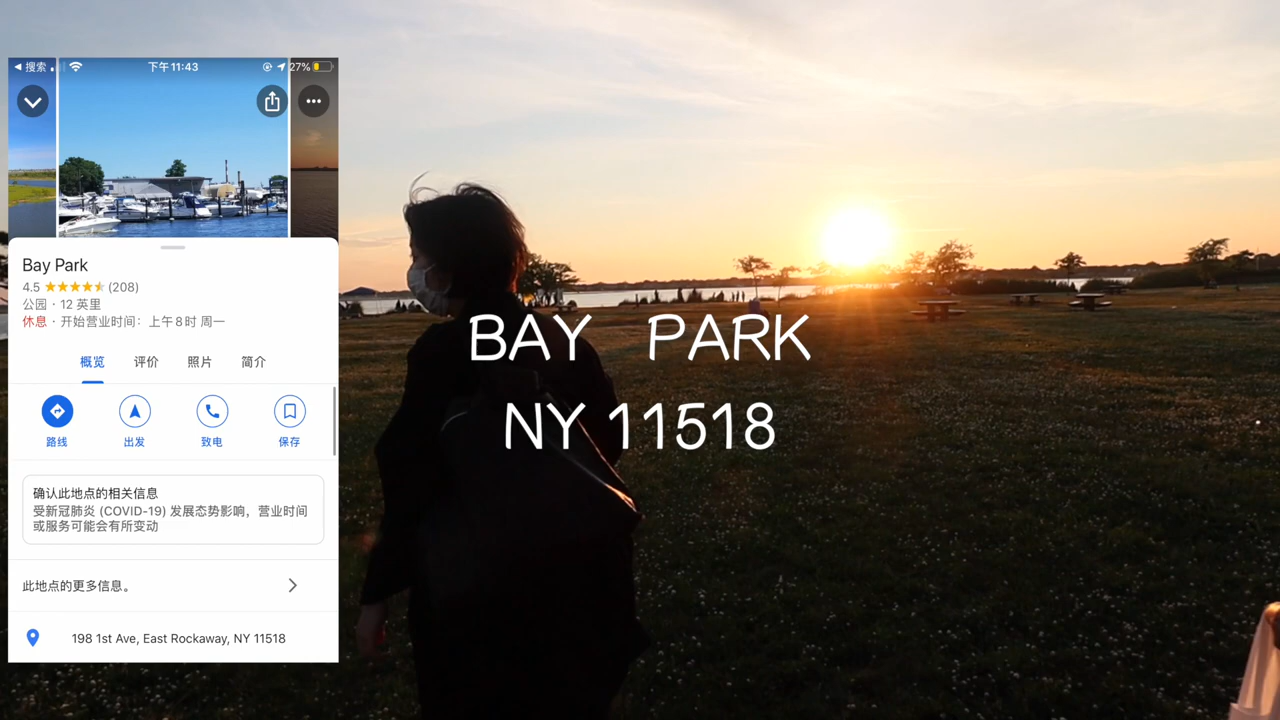 搜索
下午11:43
27%
Bay Park
4.5 (208)
公园 · 12 英里
休息 · 开始营业时间：上午8时 周一
概览 评价 照片 简介
路线 出发 致电 保存
确认此地点的相关信息
受新冠肺炎 (COVID-19) 发展态势影响，营业时间
或服务可能会有所变动
此地点的更多信息。
198 1st Ave, East Rockaway, NY 11518
BAY PARK
NY 11518